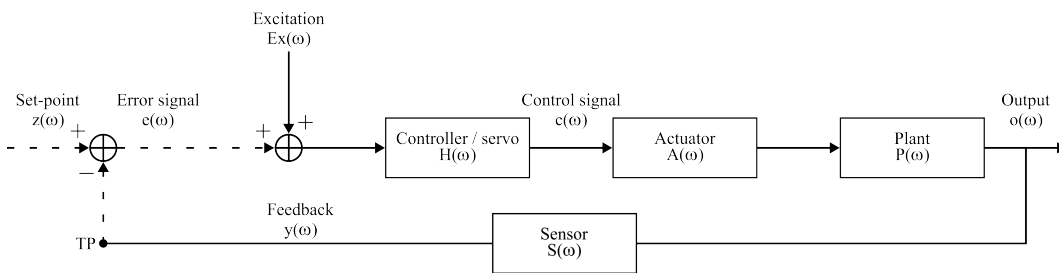 Excitation
Ex(ω)
Set-point
z(ω)
Error signal
e(ω)
Control signal
c(ω)
Output
o(ω)
+
−
+
+
Controller / servo
H(ω)
Actuator
A(ω)
Plant
P(ω)
Feedback
y(ω)
TP
Sensor
S(ω)